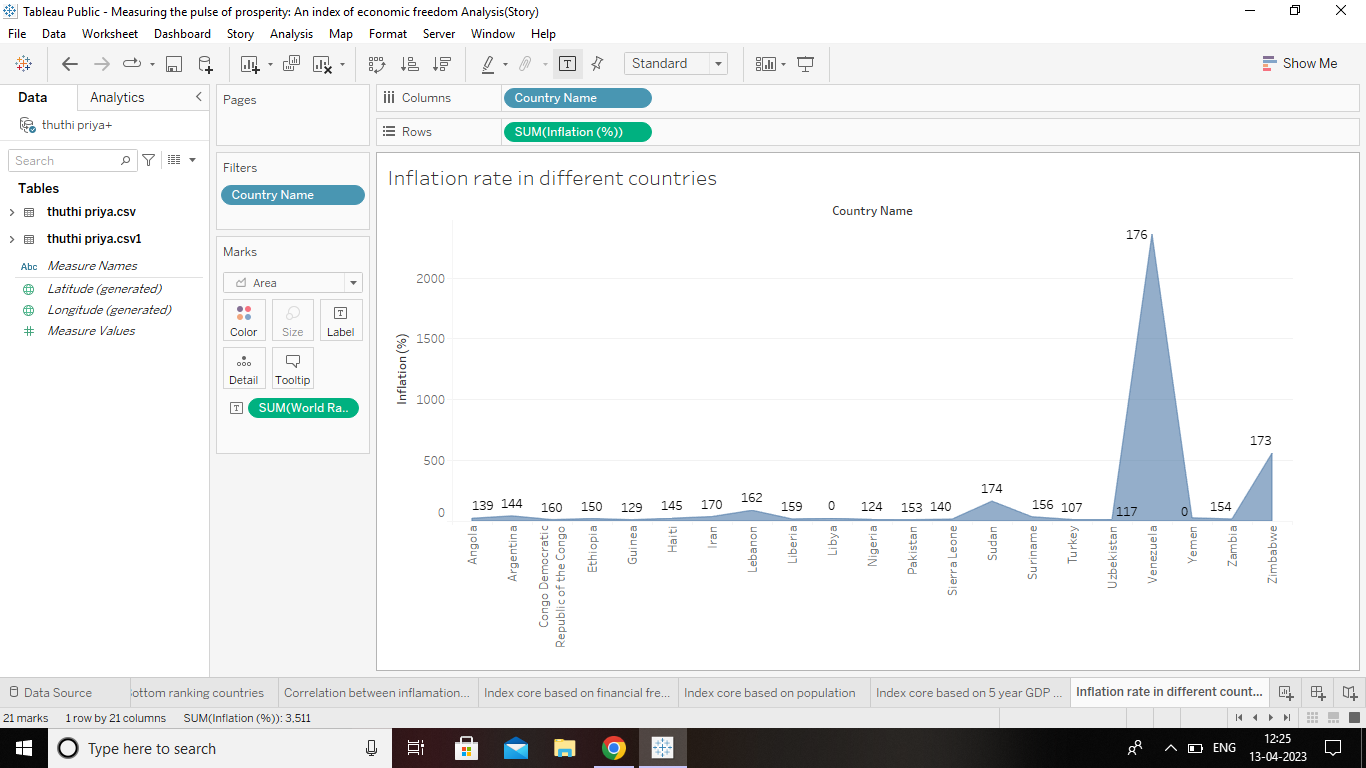 Tableau Public - Measuring the pulse of prosperity: An index of economic freedom Analysis(Story)
File Data Worksheet Dashboard Story Analysis Map Format Server Window Help
Standard
Show Me
Data Analytics
thuthi priya+
Search
Tables
thuthi priya.csv
thuthi priya.csv1
Abc Measure Names
Latitude (generated)
Longitude (generated)
Measure Values
Pages
Filters
Country Name
Marks
Area
Color Size Label
Detail Tooltip
SUM(World Ra..
Columns Country Name
Rows SUM(Inflation (%))
Inflation rate in different countries
Country Name
Inflation (%)
2000
1500
1000
500
0
139 144 160 150 129 145 170 162 159 0 124 153 140 174 156 107 117 176 0 154 173
Angola
Argentina
Congo Democratic
Republic of the Congo
Ethiopia
Guinea
Haiti
Iran
Lebanon
Liberia
Libya
Nigeria
Pakistan
Sierra Leone
Sudan
Suriname
Turkey
Uzbekistan
Venezuela
Yemen
Zambia
Zimbabwe
Data Source ottom ranking countries Correlation between inflamation... Index core based on financial fre... Index core based on population Index core based on 5 year GDP ... Inflation rate in different count...
21 marks 1 row by 21 columns SUM(Inflation (%)): 3,511
Type here to search
ENG
12:25
13-04-2023